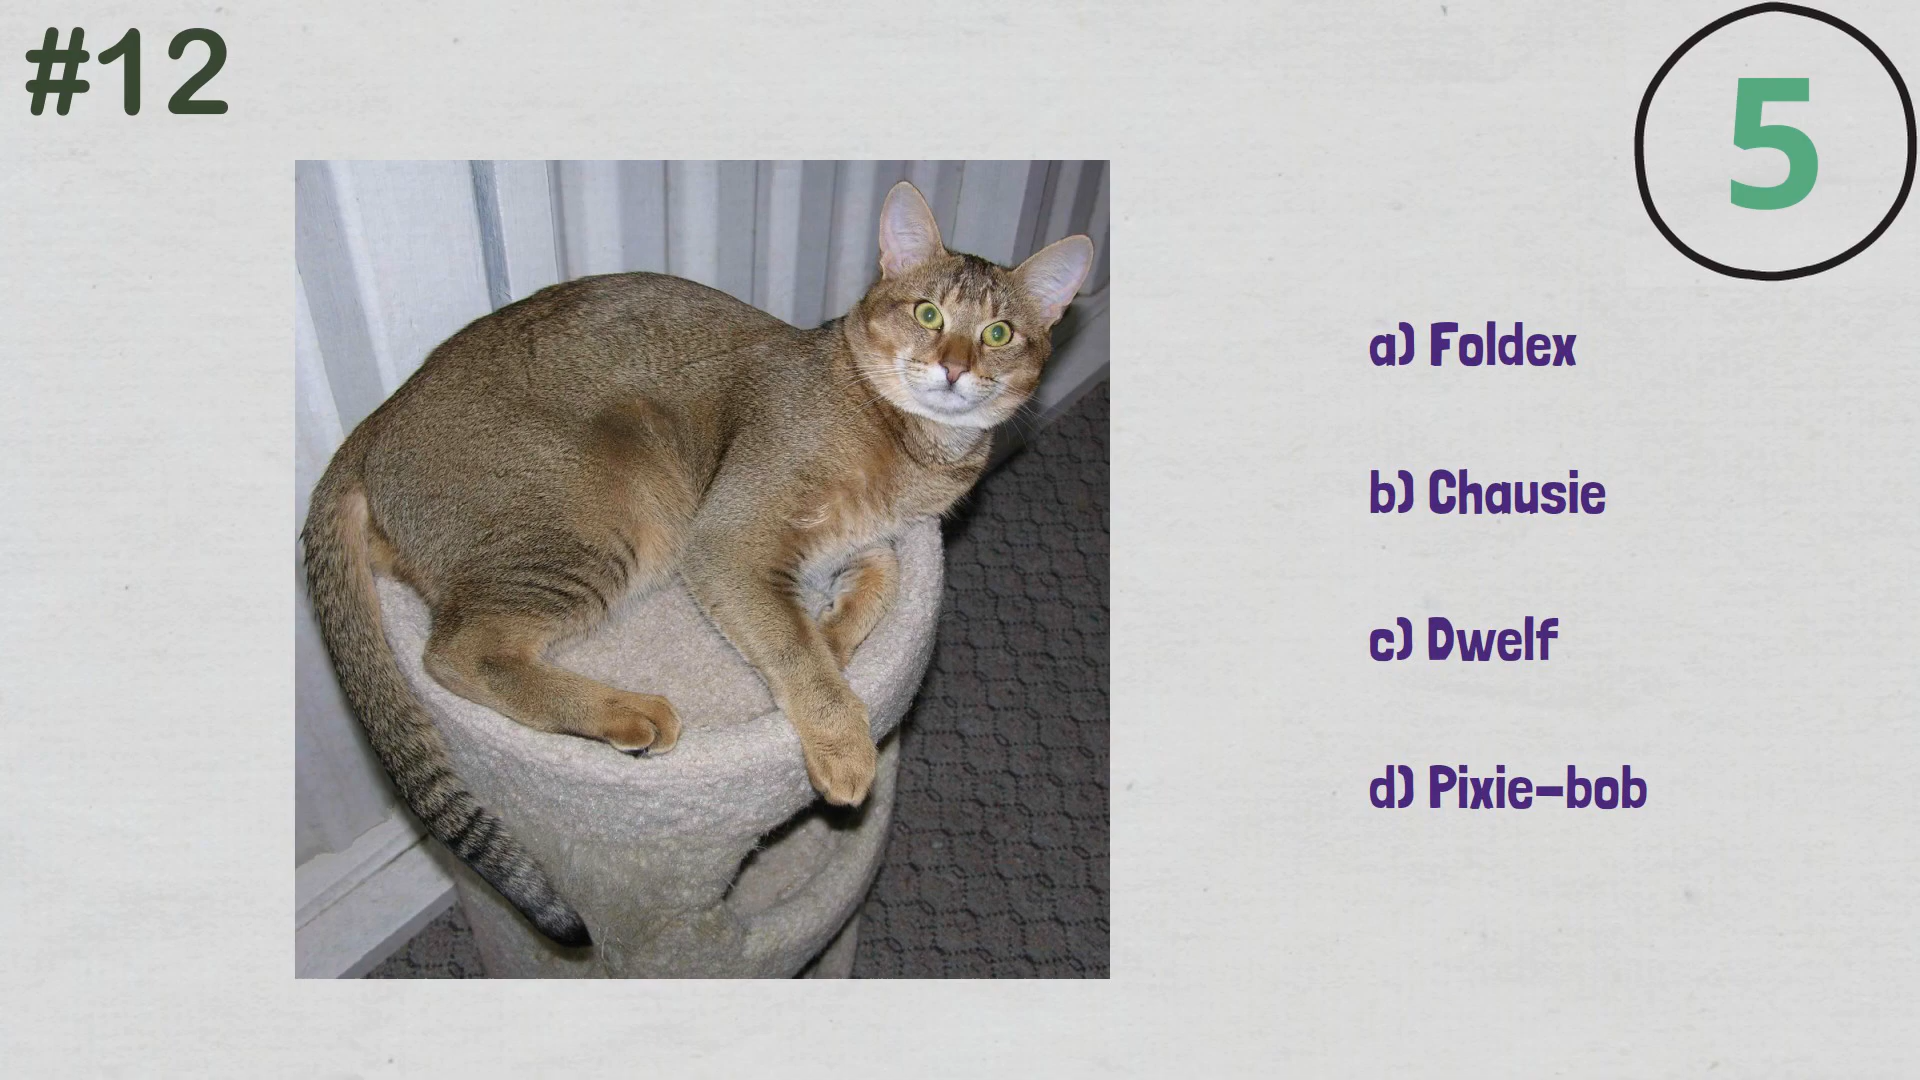 #12
5
a) Foldex
b) Chausie
c) Dwelf
d) Pixie-bob